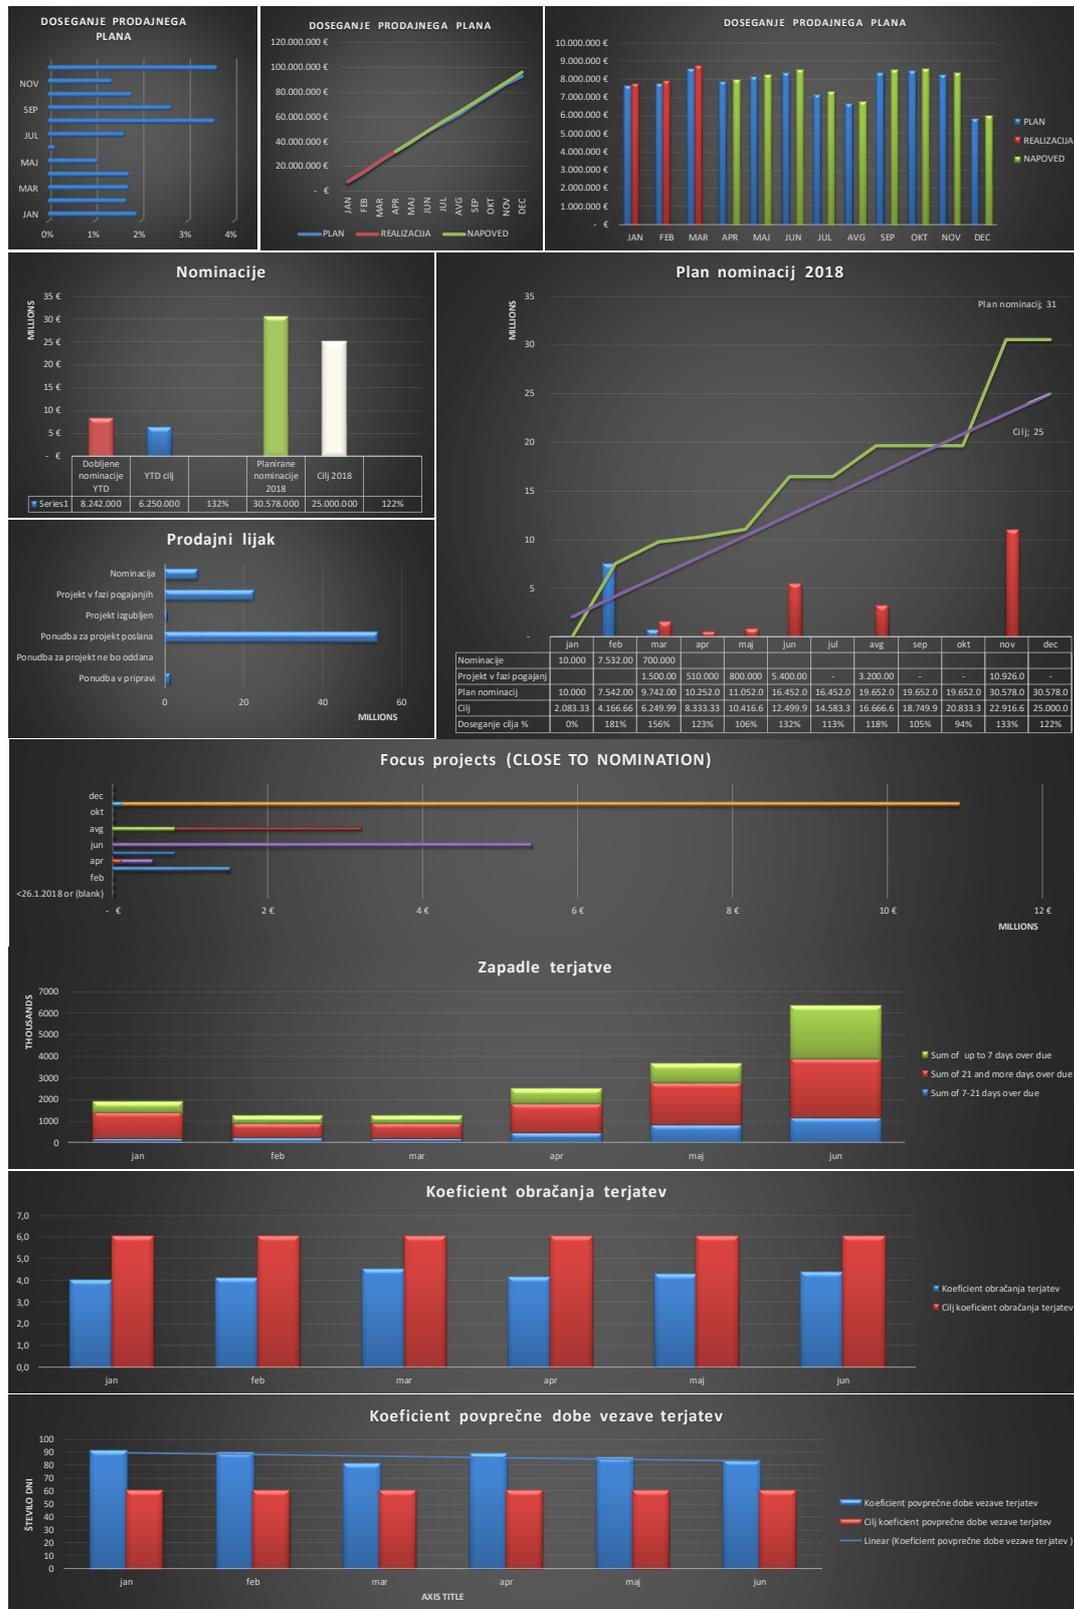 DOSEGANJE PRODAJNEGA
PLANA
NOV
SEP
JUL
MAJ
MAR
JAN
0% 1% 2% 3% 4%
DOSEGANJE PRODAJNEGA PLANA
120.000.000 €
100.000.000 €
80.000.000 €
60.000.000 €
40.000.000 €
20.000.000 €
- €
JAN FEB MAR APR MAJ JUN JUL AVG SEP OKT NOV DEC
PLAN REALIZACIJA NAPOVED
DOSEGANJE PRODAJNEGA PLANA
10.000.000 €
9.000.000 €
8.000.000 €
7.000.000 €
6.000.000 €
5.000.000 €
4.000.000 €
3.000.000 €
2.000.000 €
1.000.000 €
- €
JAN FEB MAR APR MAJ JUN JUL AVG SEP OKT NOV DEC
PLAN
REALIZACIJA
NAPOVED
Nominacije
MILLIONS
35 €
30 €
25 €
20 €
15 €
10 €
5 €
- €
Dobljene nominacije YTD
YTD cilj
Planirane nominacije 2018
Cilj 2018
Series1 8.242.000 6.250.000 132% 30.578.000 25.000.000 122%
Plan nominacij 2018
MILLIONS
35
30
25
20
15
10
5
-
Plan nominacij; 31
Cilj; 25
jan feb mar apr maj jun jul avg sep okt nov dec
Nominacije 10.000 7.532.00 700.000
Projekt v fazi pogajanj 1.500.00 510.000 800.000 5.400.00 - 3.200.00 - - 10.926.0 -
Plan nominacij 10.000 7.542.00 9.742.00 10.252.0 11.052.0 16.452.0 16.452.0 19.652.0 19.652.0 19.652.0 30.578.0 30.578.0
Cilj 2.083.33 4.166.66 6.249.99 8.333.33 10.416.6 12.499.9 14.583.3 16.666.6 18.749.9 20.833.3 22.916.6 25.000.0
Doseganje cilja % 0% 181% 156% 123% 106% 132% 113% 118% 105% 94% 133% 122%
Prodajni lijak
Nominacija
Projekt v fazi pogajanjih
Projekt izgubljen
Ponudba za projekt poslana
Ponudba za projekt ne bo oddana
Ponudba v pripravi
0 20 40 60
MILLIONS
Focus projects (CLOSE TO NOMINATION)
dec
okt
avg
jun
apr
feb
<26.1.2018 or (blank)
- € 2 € 4 € 6 € 8 € 10 € 12 €
MILLIONS
Zapadle terjatve
THOUSANDS
7000
6000
5000
4000
3000
2000
1000
0
jan feb mar apr maj jun
Sum of up to 7 days over due
Sum of 21 and more days over due
Sum of 7-21 days over due
Koeficient obračanja terjatev
7,0
6,0
5,0
4,0
3,0
2,0
1,0
0,0
jan feb mar apr maj jun
Koeficient obračanja terjatev
Cilj koeficient obračanja terjatev
Koeficient povprečne dobe vezave terjatev
ŠTEVILO DNI
100
90
80
70
60
50
40
30
20
10
0
jan feb mar apr maj jun
AXIS TITLE
Koeficient povprečne dobe vezave terjatev
Cilj koeficient povprečne dobe vezave terjatev
Linear (Koeficient povprečne dobe vezave terjatev )